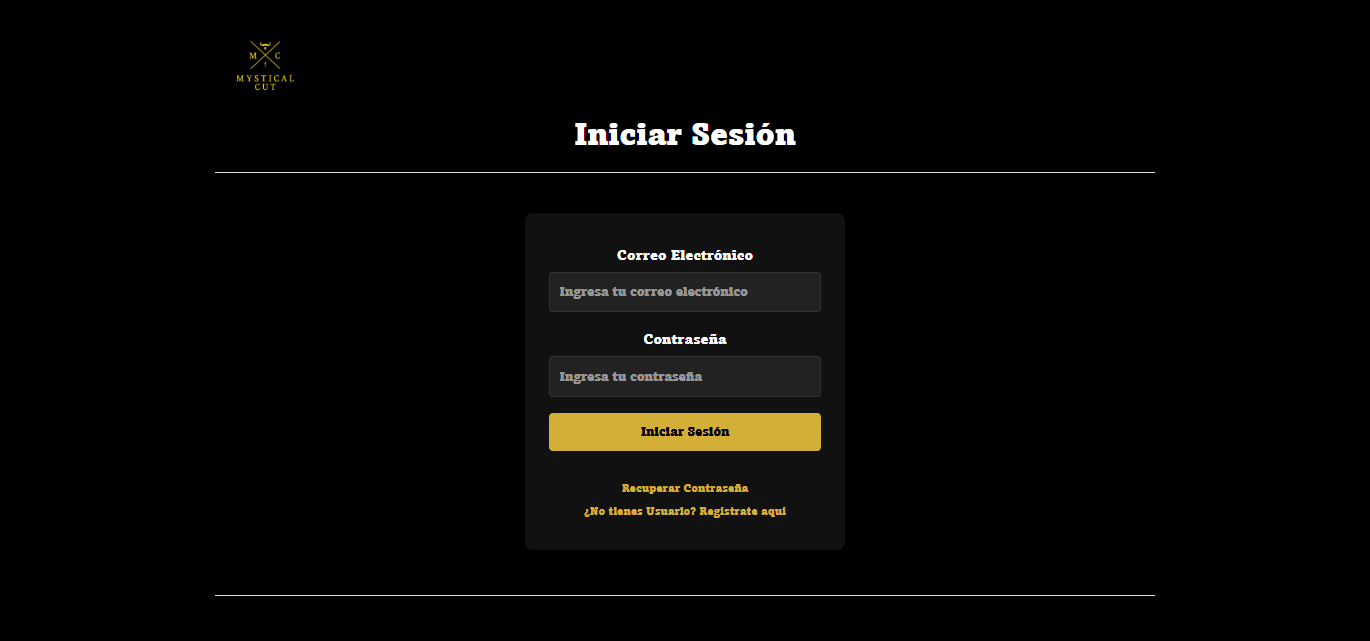 M C
MYSTICAL
CUT
Iniciar Sesión
Correo Electrónico
Ingresa tu correo electrónico
Contraseña
Ingresa tu contraseña
Iniciar Sesión
Recuperar Contraseña
¿No tienes Usuario? Regístrate aquí